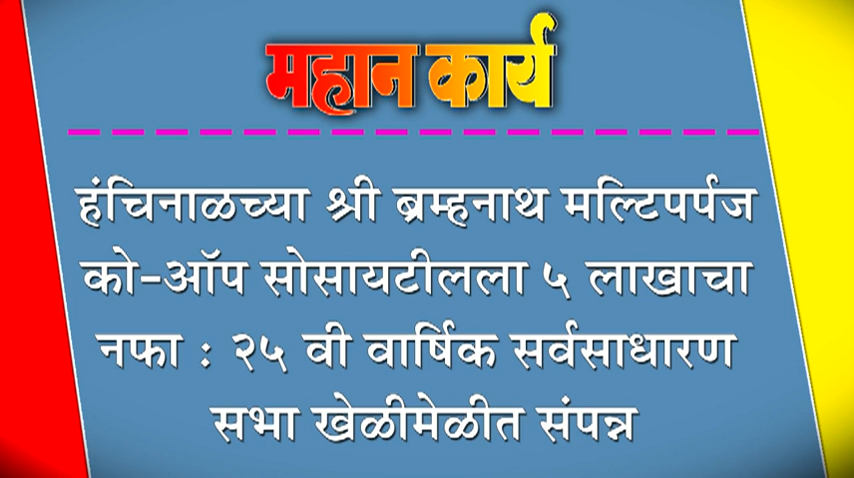 महान कार्य
हंचिनाळच्या श्री ब्रम्हनाथ मल्टिपर्पज
को-ऑप सोसायटीलला ५ लाखाचा
नफा : २५ वी वार्षिक सर्वसाधारण
सभा खेळीमेळीत संपन्न